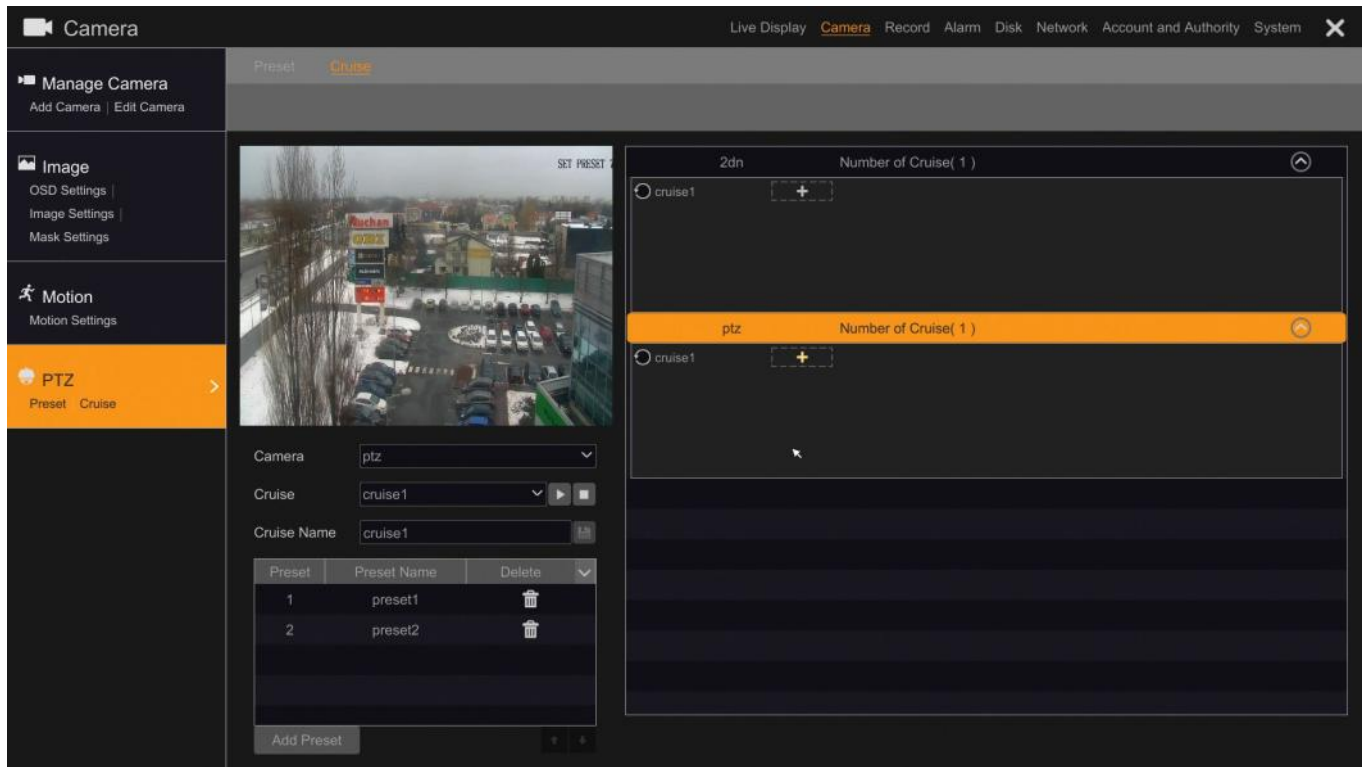 Camera
Live Display Camera Record Alarm Disk Network Account and Authority System
Preset Cruise
Manage Camera
Add Camera | Edit Camera
Image
OSD Settings |
Image Settings |
Mask Settings
Motion
Motion Settings
PTZ
Preset Cruise
SET PRESET 2
Auchan
Camera ptz
Cruise cruise1
Cruise Name cruise1
Preset Preset Name Delete
1 preset1
2 preset2
Add Preset
2dn Number of Cruise( 1 )
cruise1 +
ptz Number of Cruise( 1 )
cruise1 +